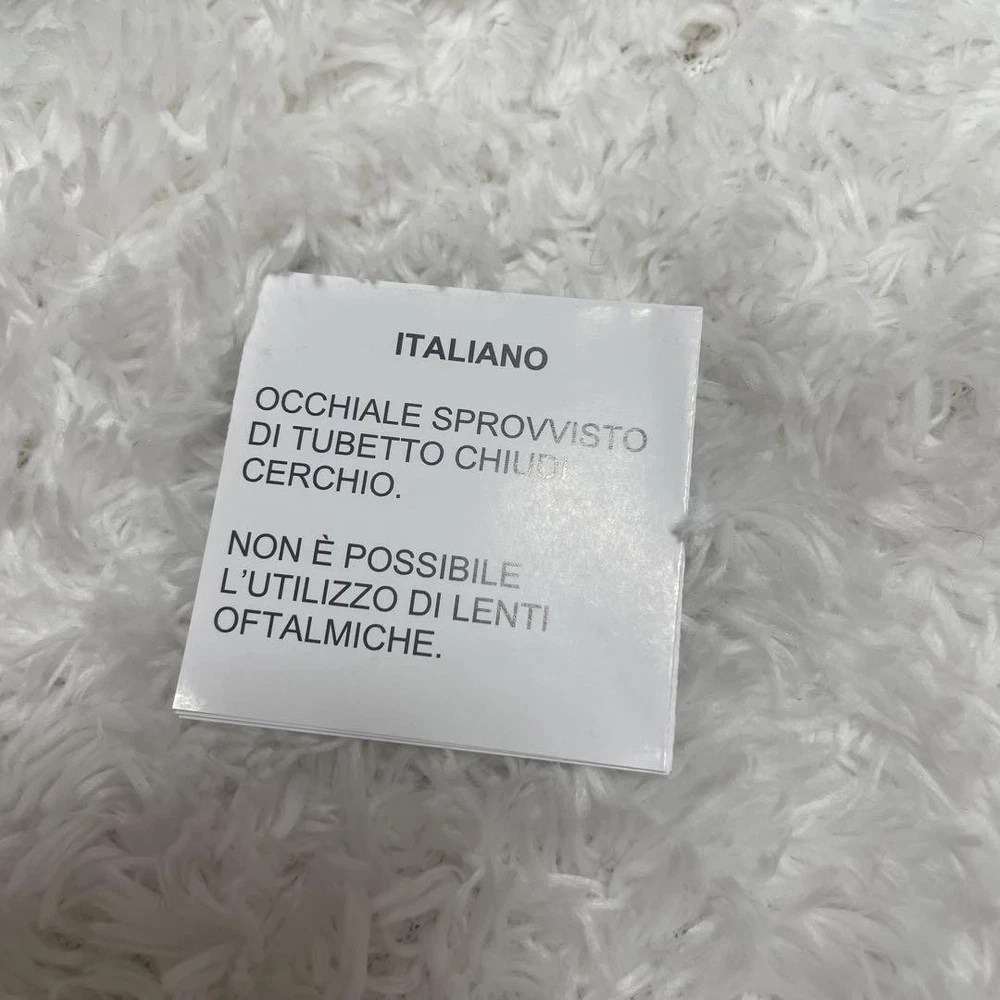 ITALIANO
OCCHIALE SPROVVISTO
DI TUBETTO CHIUDI
CERCHIO.
NON È POSSIBILE
L'UTILIZZO DI LENTI
OFTALMICHE.